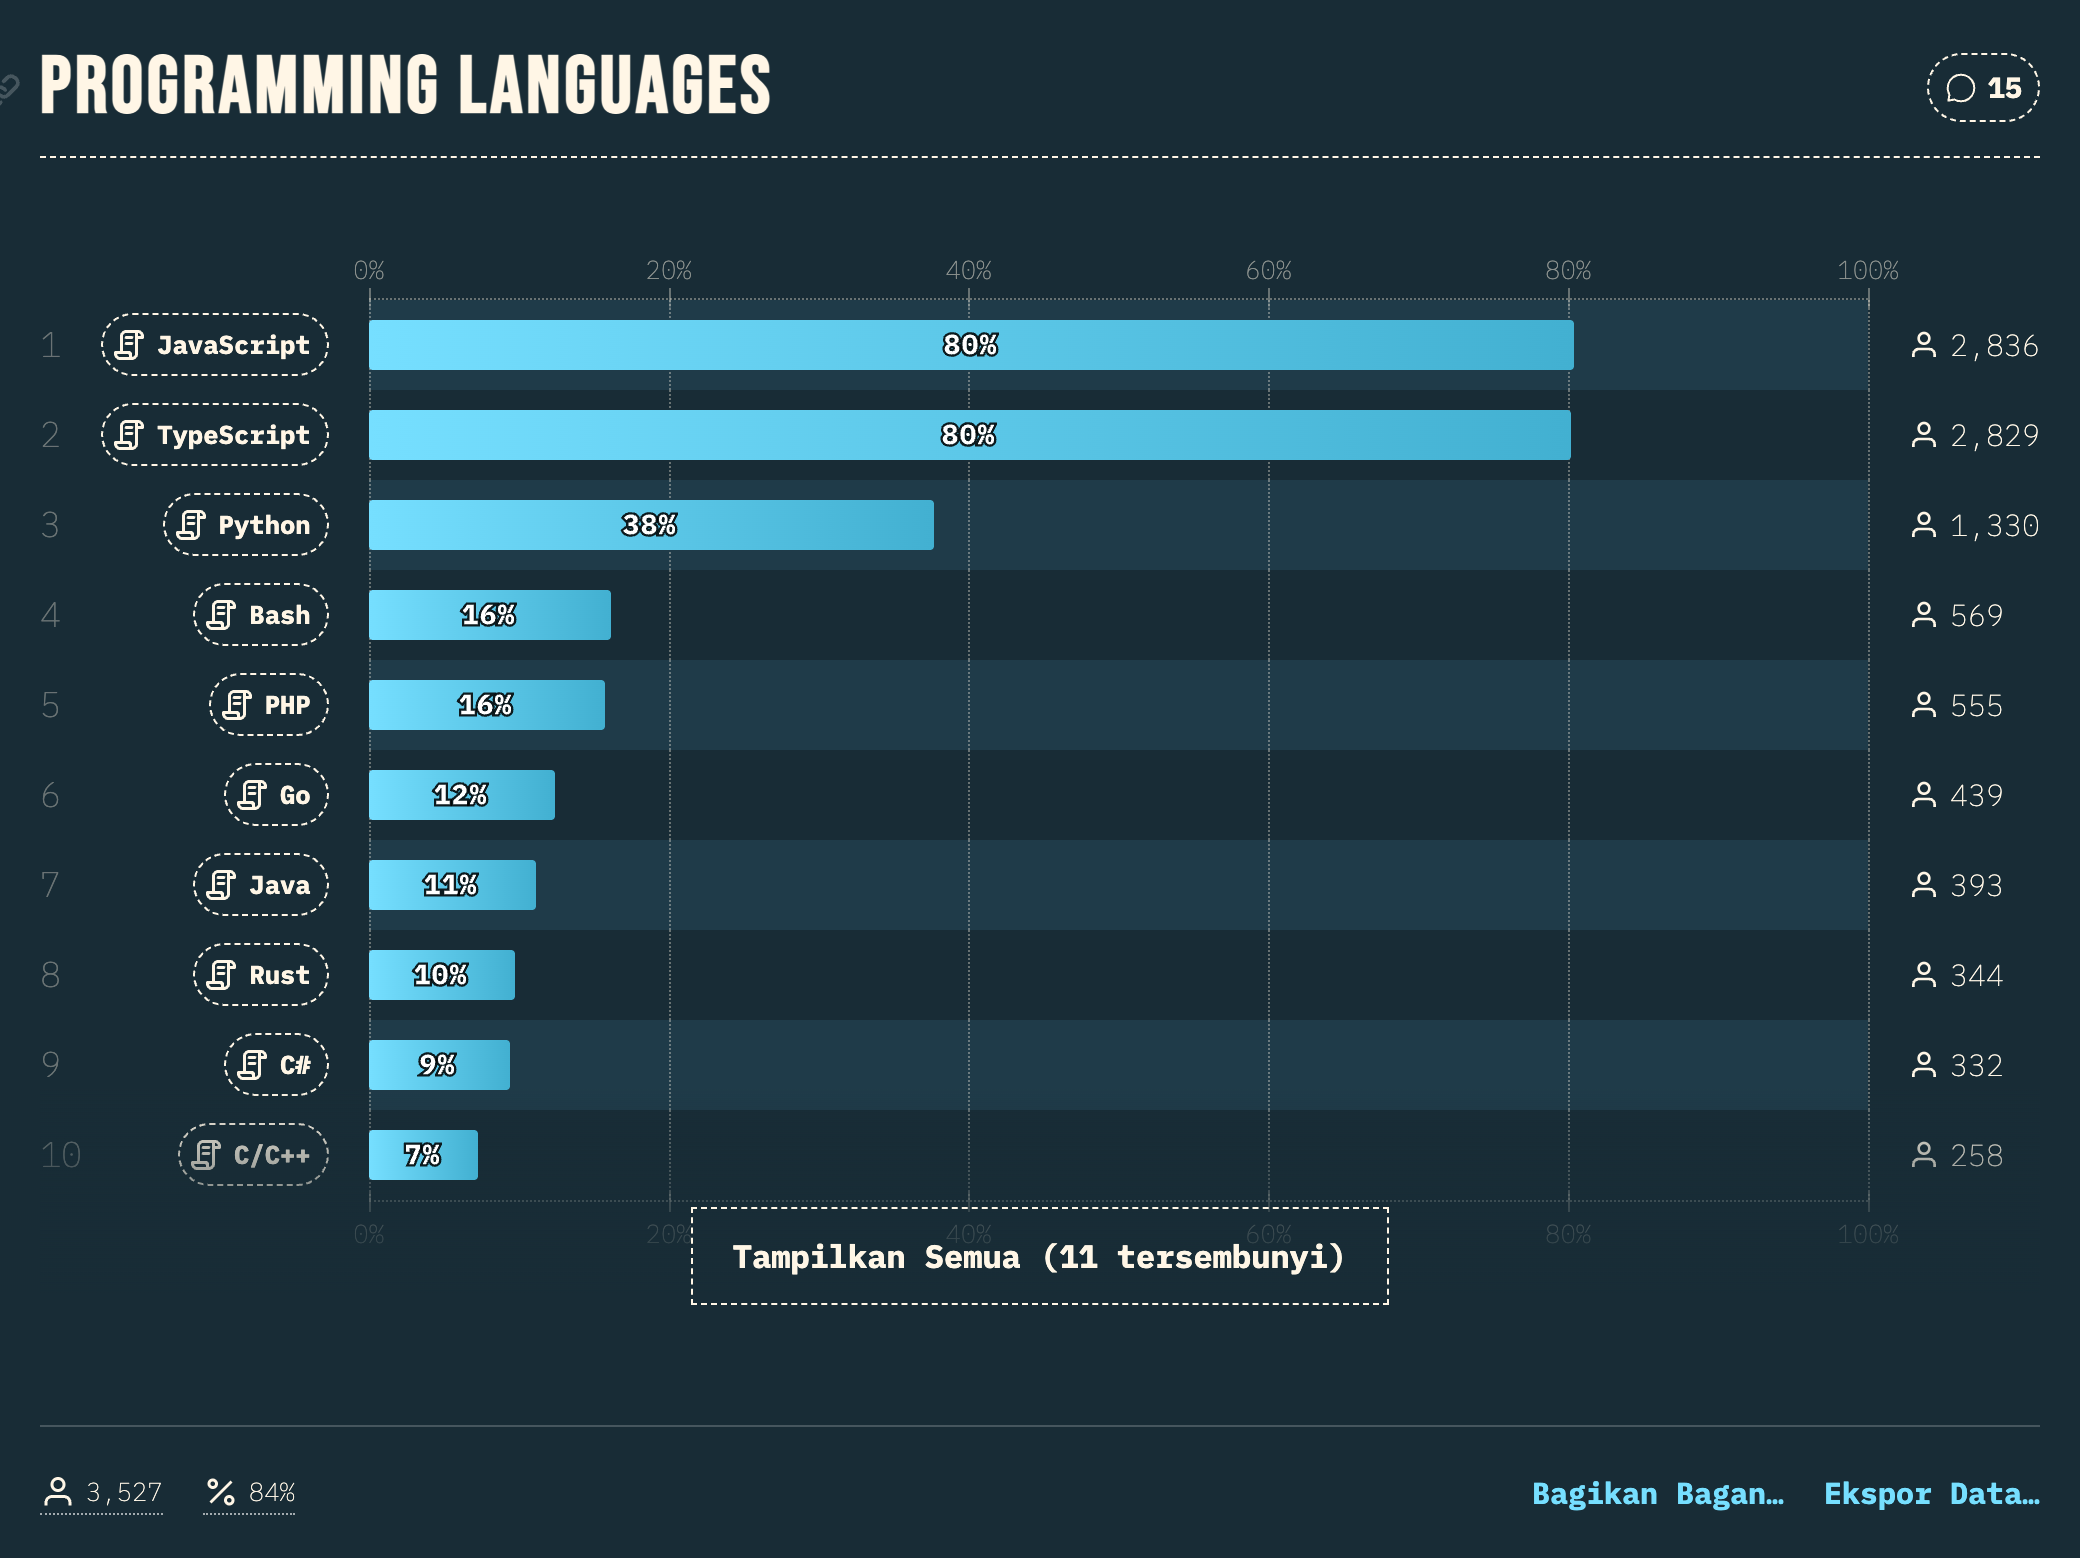 PROGRAMMING LANGUAGES
15
0% 20% 40% 60% 80% 100%
1 JavaScript 80% 2,836
2 TypeScript 80% 2,829
3 Python 38% 1,330
4 Bash 16% 569
5 PHP 16% 555
6 Go 12% 439
7 Java 11% 393
8 Rust 10% 344
9 C# 9% 332
10 C/C++ 7% 258
0% 20% 40% 60% 80% 100%
Tampilkan Semua (11 tersembunyi)
3,527 84% Bagikan Bagan… Ekspor Data…